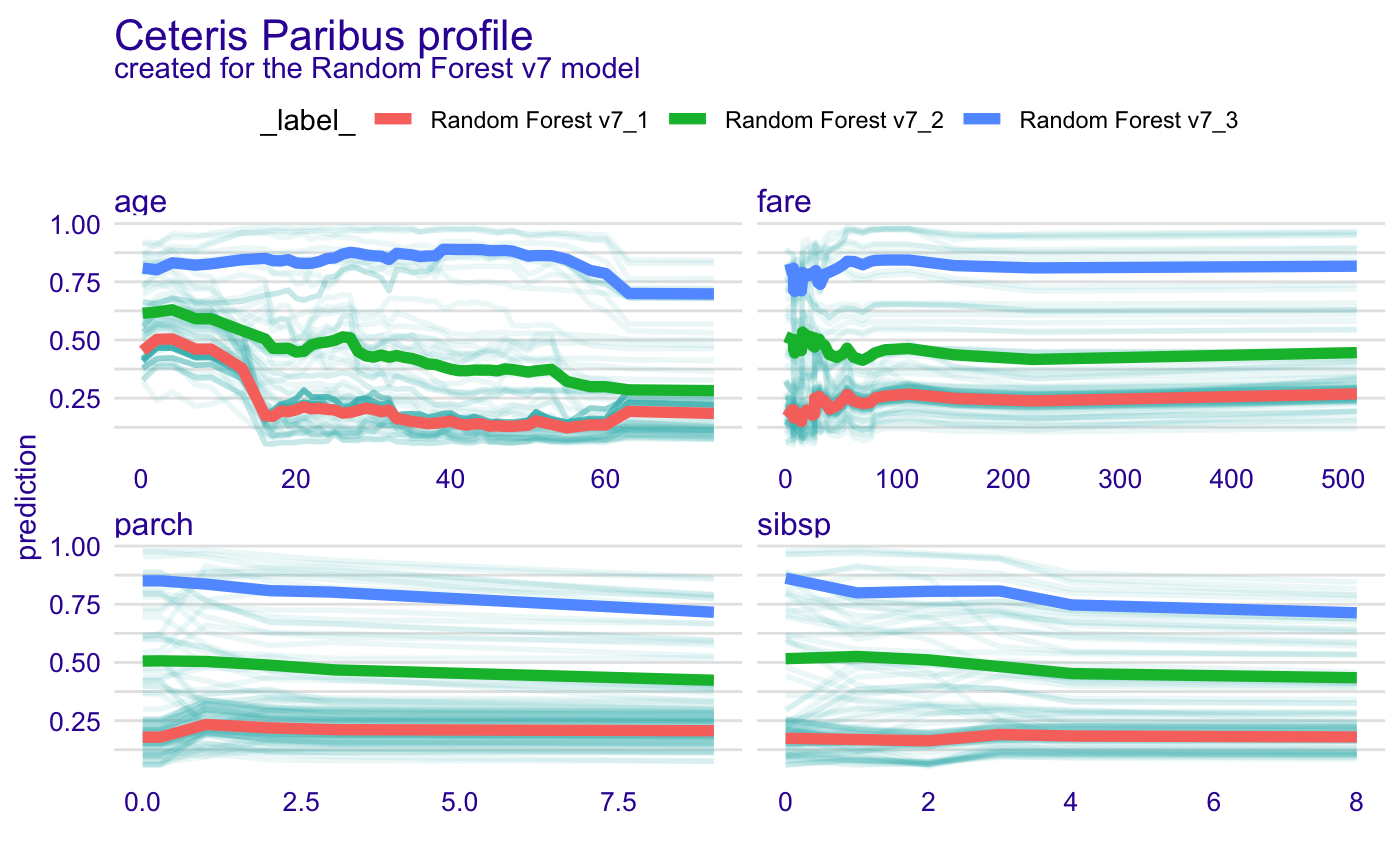 Ceteris Paribus profile
created for the Random Forest v7 model
_label_ Random Forest v7_1 Random Forest v7_2 Random Forest v7_3
age fare
1.00
0.75
0.50
0.25
0 20 40 60 0 100 200 300 400 500
prediction
parch sibsp
1.00
0.75
0.50
0.25
0.0 2.5 5.0 7.5 0 2 4 6 8